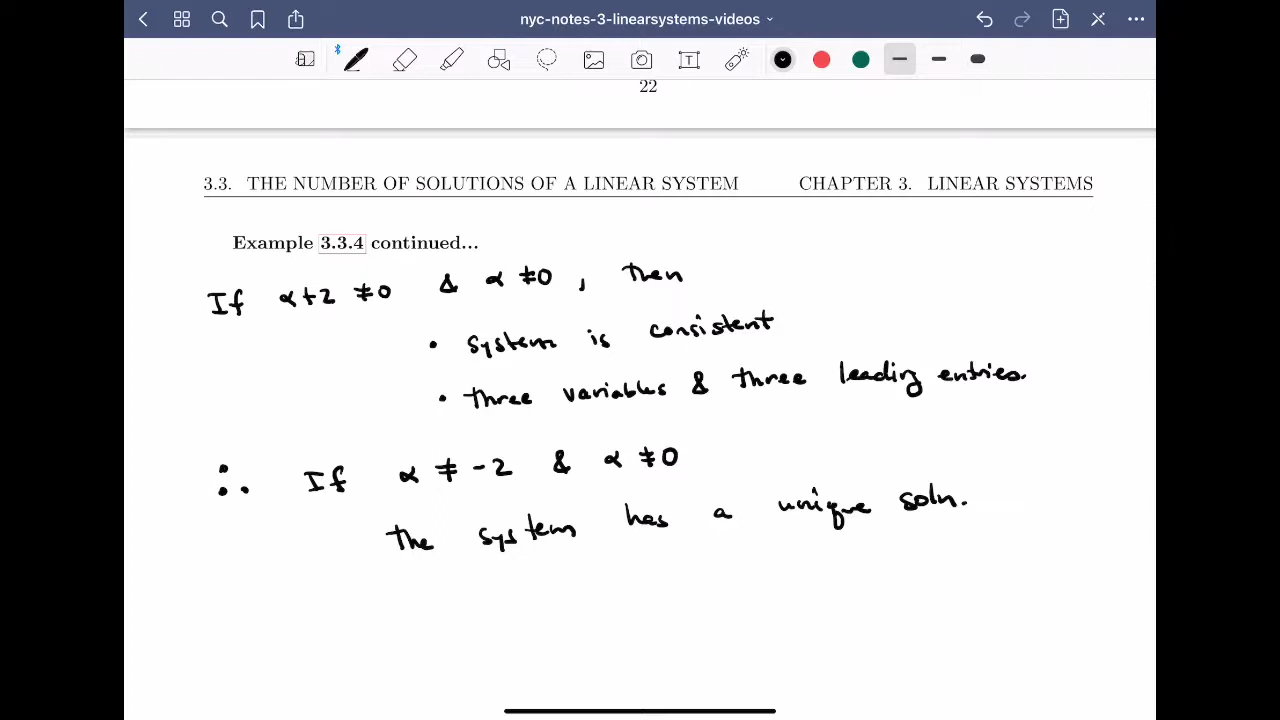 nyc-notes-3-linearsystems-videos
T
22
3.3. THE NUMBER OF SOLUTIONS OF A LINEAR SYSTEM CHAPTER 3. LINEAR SYSTEMS
Example 3.3.4 continued...
If α+2 ≠0 & α ≠0, then
• system is consistent
• three variables & three leading entries.
∴ If α ≠ -2 & α ≠0
the system has a unique soln.